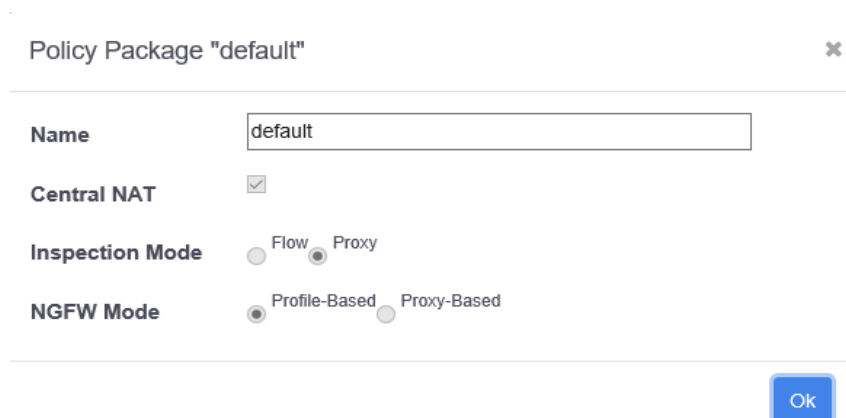 Policy Package "default"
Name default
Central NAT
Inspection Mode Flow Proxy
NGFW Mode Profile-Based Proxy-Based
Ok